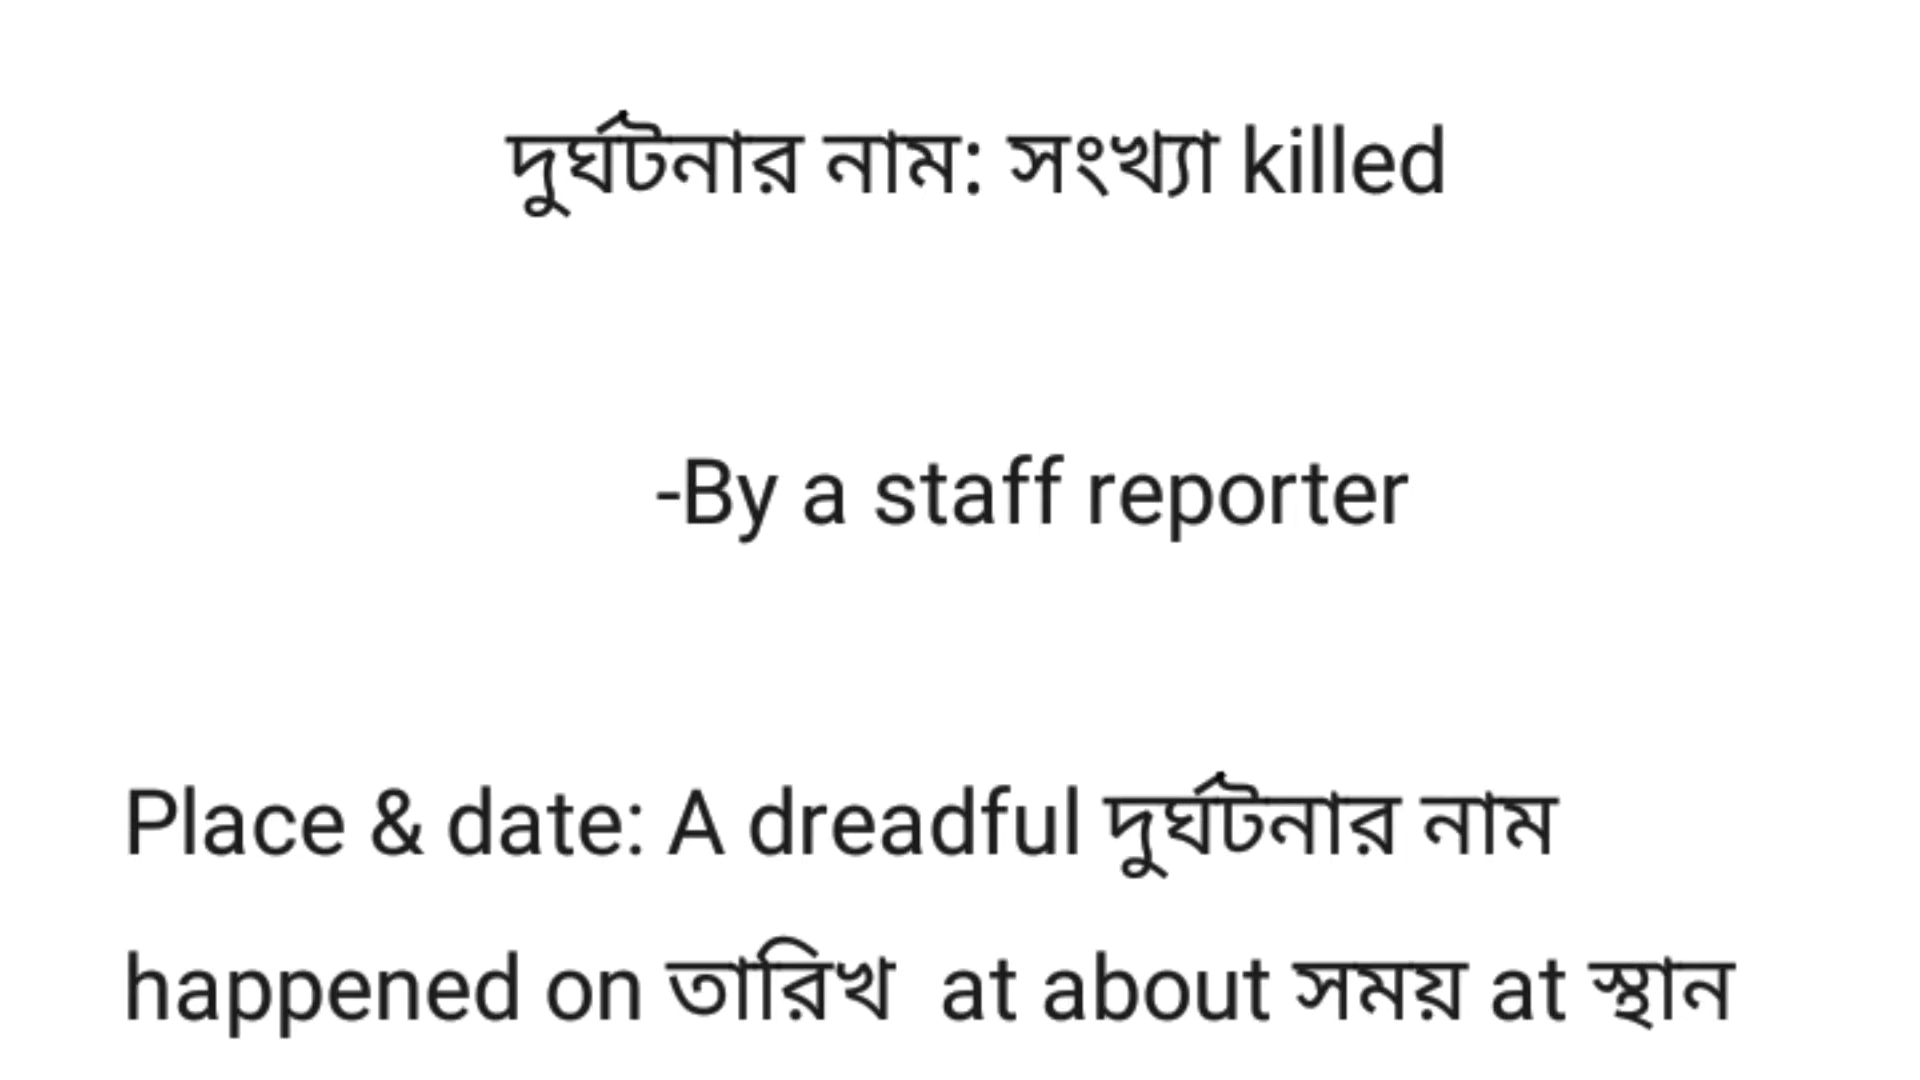 দুর্ঘটনার নাম: সংখ্যা killed
-By a staff reporter
Place & date: A dreadful দুর্ঘটনার নাম
happened on তারিখ at about সময় at স্থান